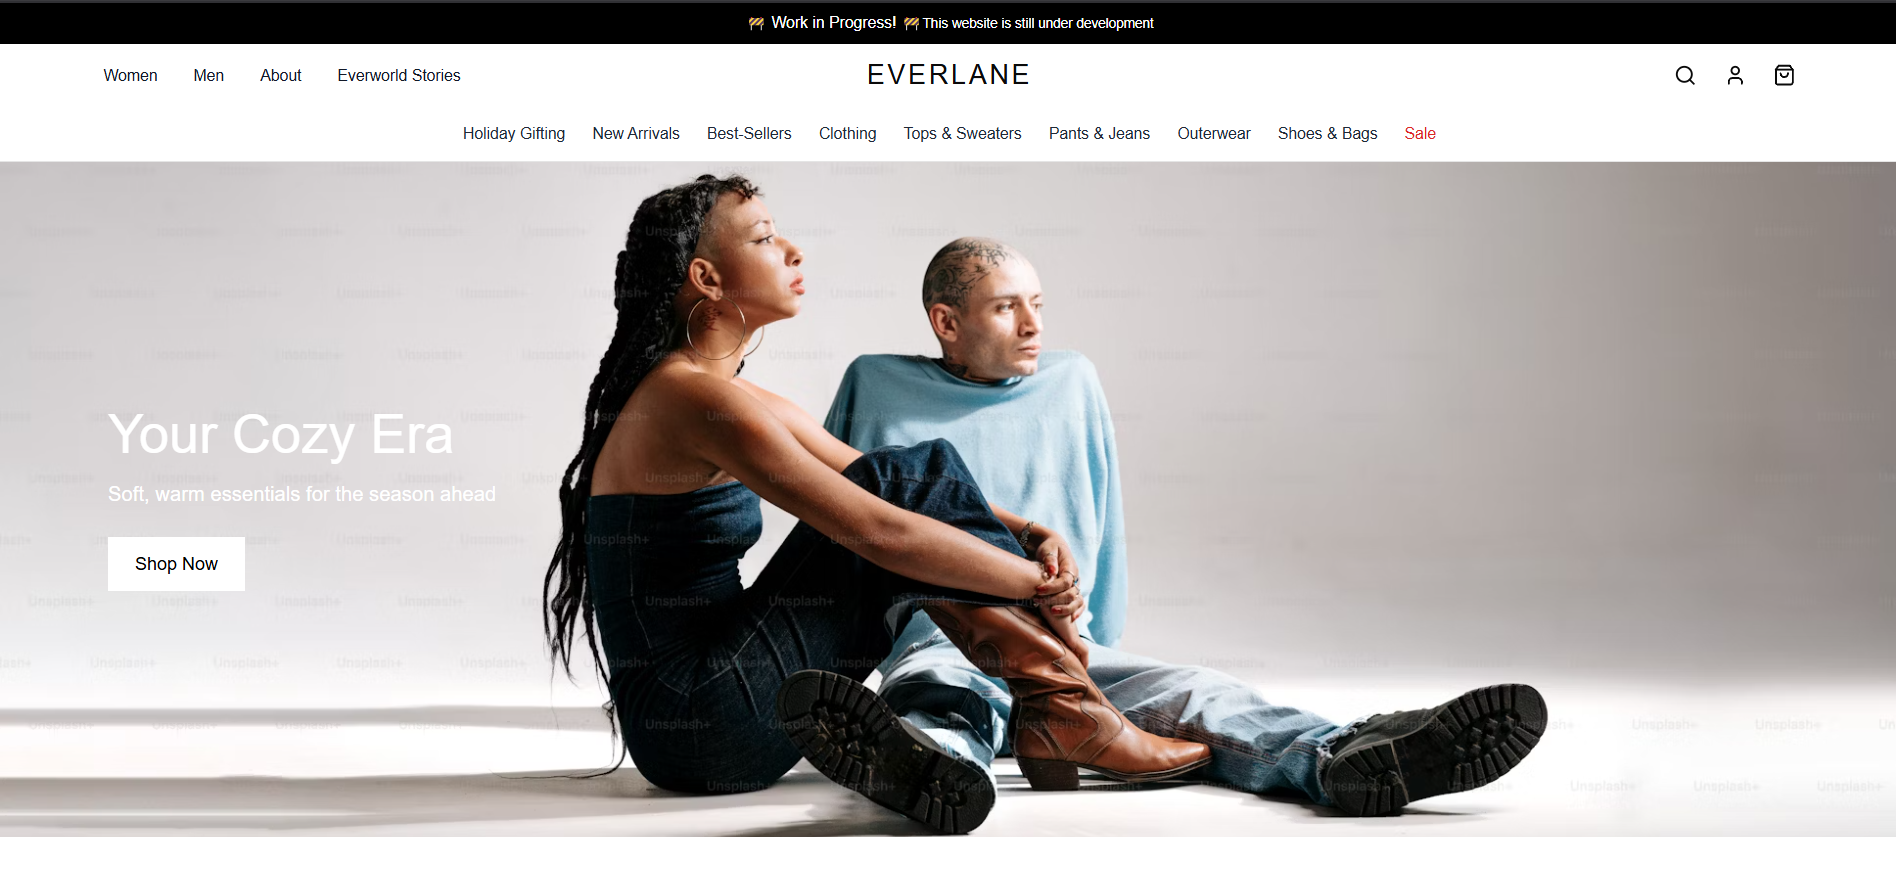 🚧 Work in Progress! 🚧 This website is still under development
Women Men About Everworld Stories
EVERLANE
Holiday Gifting New Arrivals Best-Sellers Clothing Tops & Sweaters Pants & Jeans Outerwear Shoes & Bags Sale
Your Cozy Era
Soft, warm essentials for the season ahead
Shop Now
Unsplash+